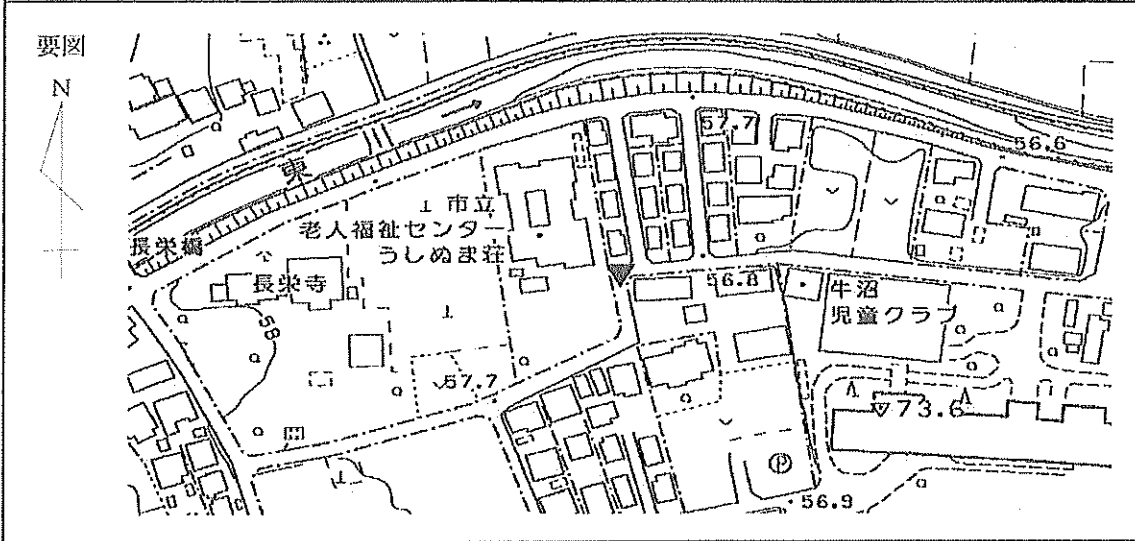 要図
N
57.7
56.6
東
市立
老人福祉センター
うしぬま荘
長栄橋
長栄寺
58
56.8
牛沼
児童クラブ
57.7
73.6
P
56.9